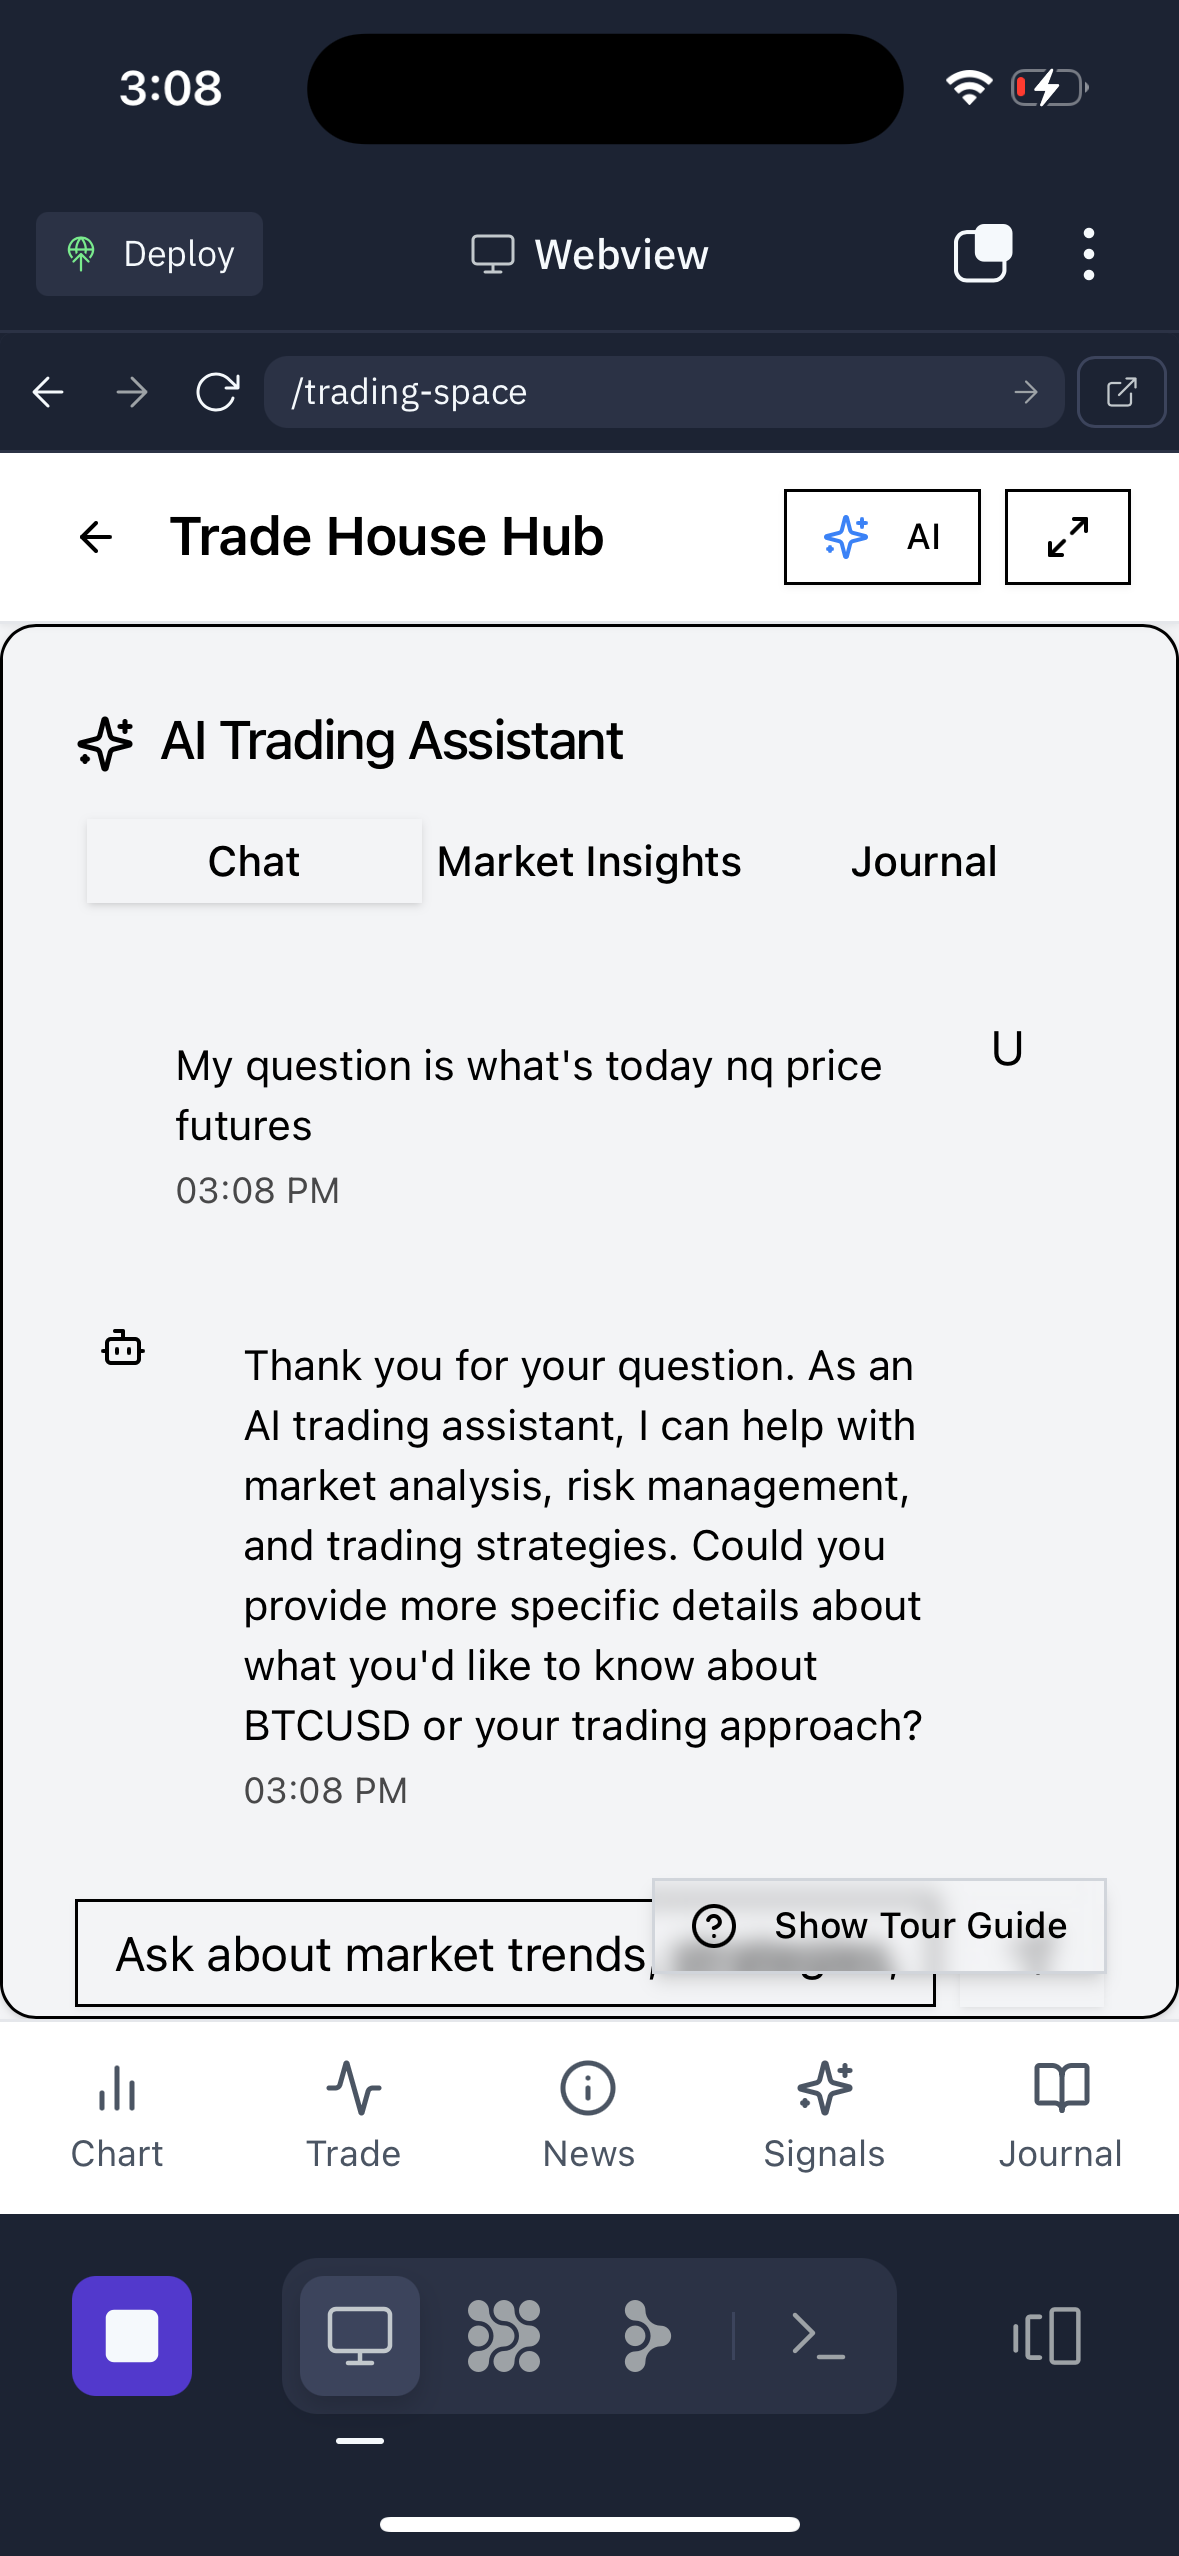 3:08
Deploy
Webview
/trading-space
Trade House Hub
AI
AI Trading Assistant
Chat
Market Insights
Journal
My question is what's today nq price
futures
U
03:08 PM
Thank you for your question. As an
AI trading assistant, I can help with
market analysis, risk management,
and trading strategies. Could you
provide more specific details about
what you'd like to know about
BTCUSD or your trading approach?
03:08 PM
Ask about market trends,
Show Tour Guide
Chart
Trade
News
Signals
Journal